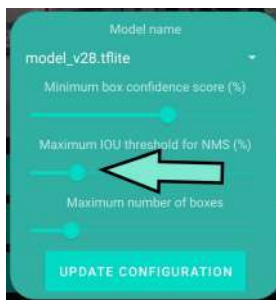 Model name
model_v28.tflite
Minimum box confidence score (%)
Maximum IOU threshold for NMS (%)
Maximum number of boxes
UPDATE CONFIGURATION